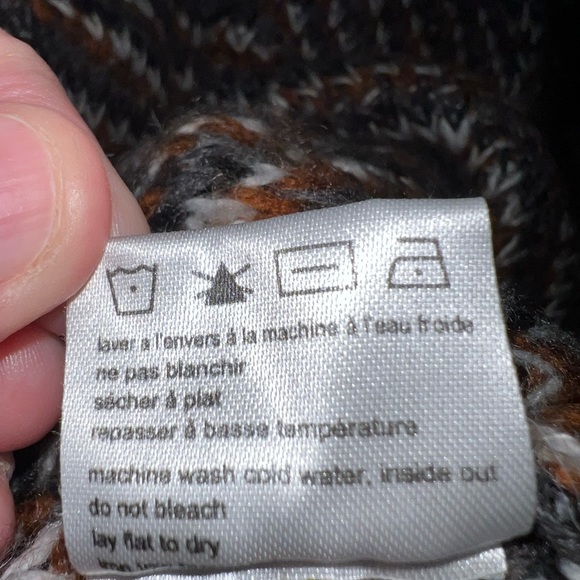 laver a l'envers à la machine à l'eau froide
ne pas blanchir
sécher à plat
repasser à basse température
machine wash cold water, inside out
do not bleach
lay flat to dry